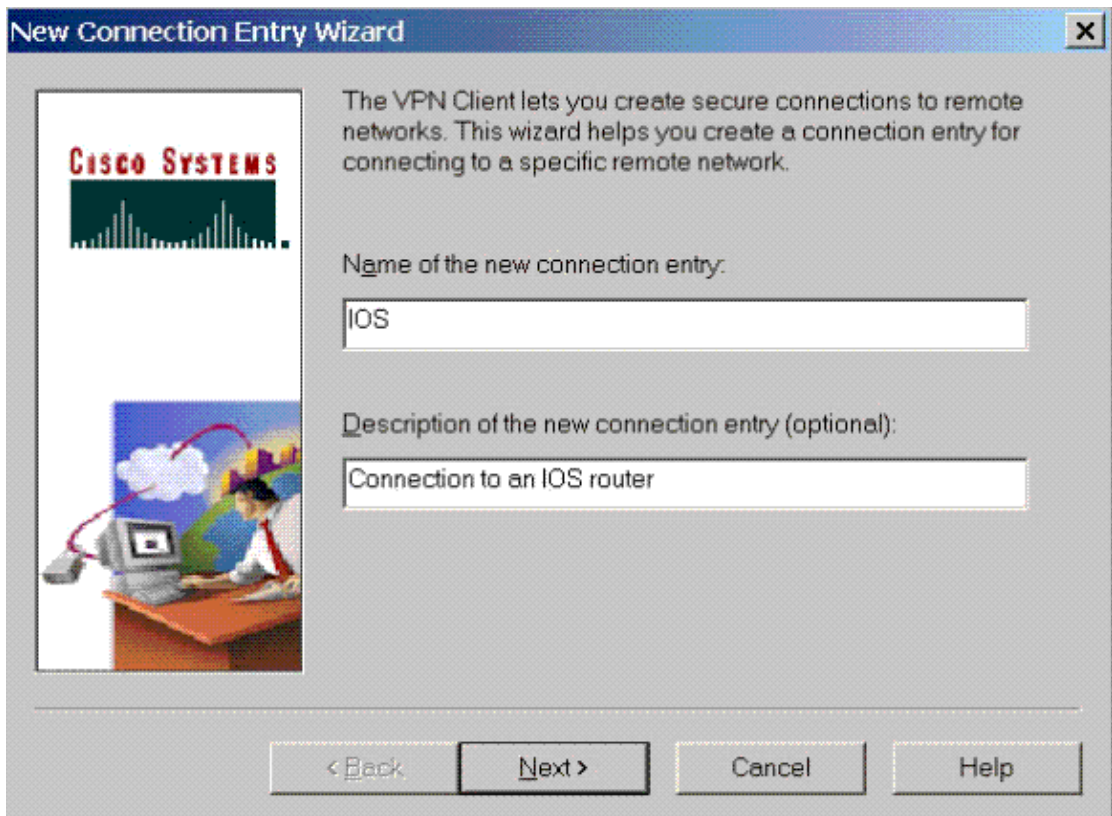 New Connection Entry Wizard
CISCO SYSTEMS
The VPN Client lets you create secure connections to remote
networks. This wizard helps you create a connection entry for
connecting to a specific remote network.
Name of the new connection entry:
IOS
Description of the new connection entry (optional):
Connection to an IOS router
< Back
Next >
Cancel
Help